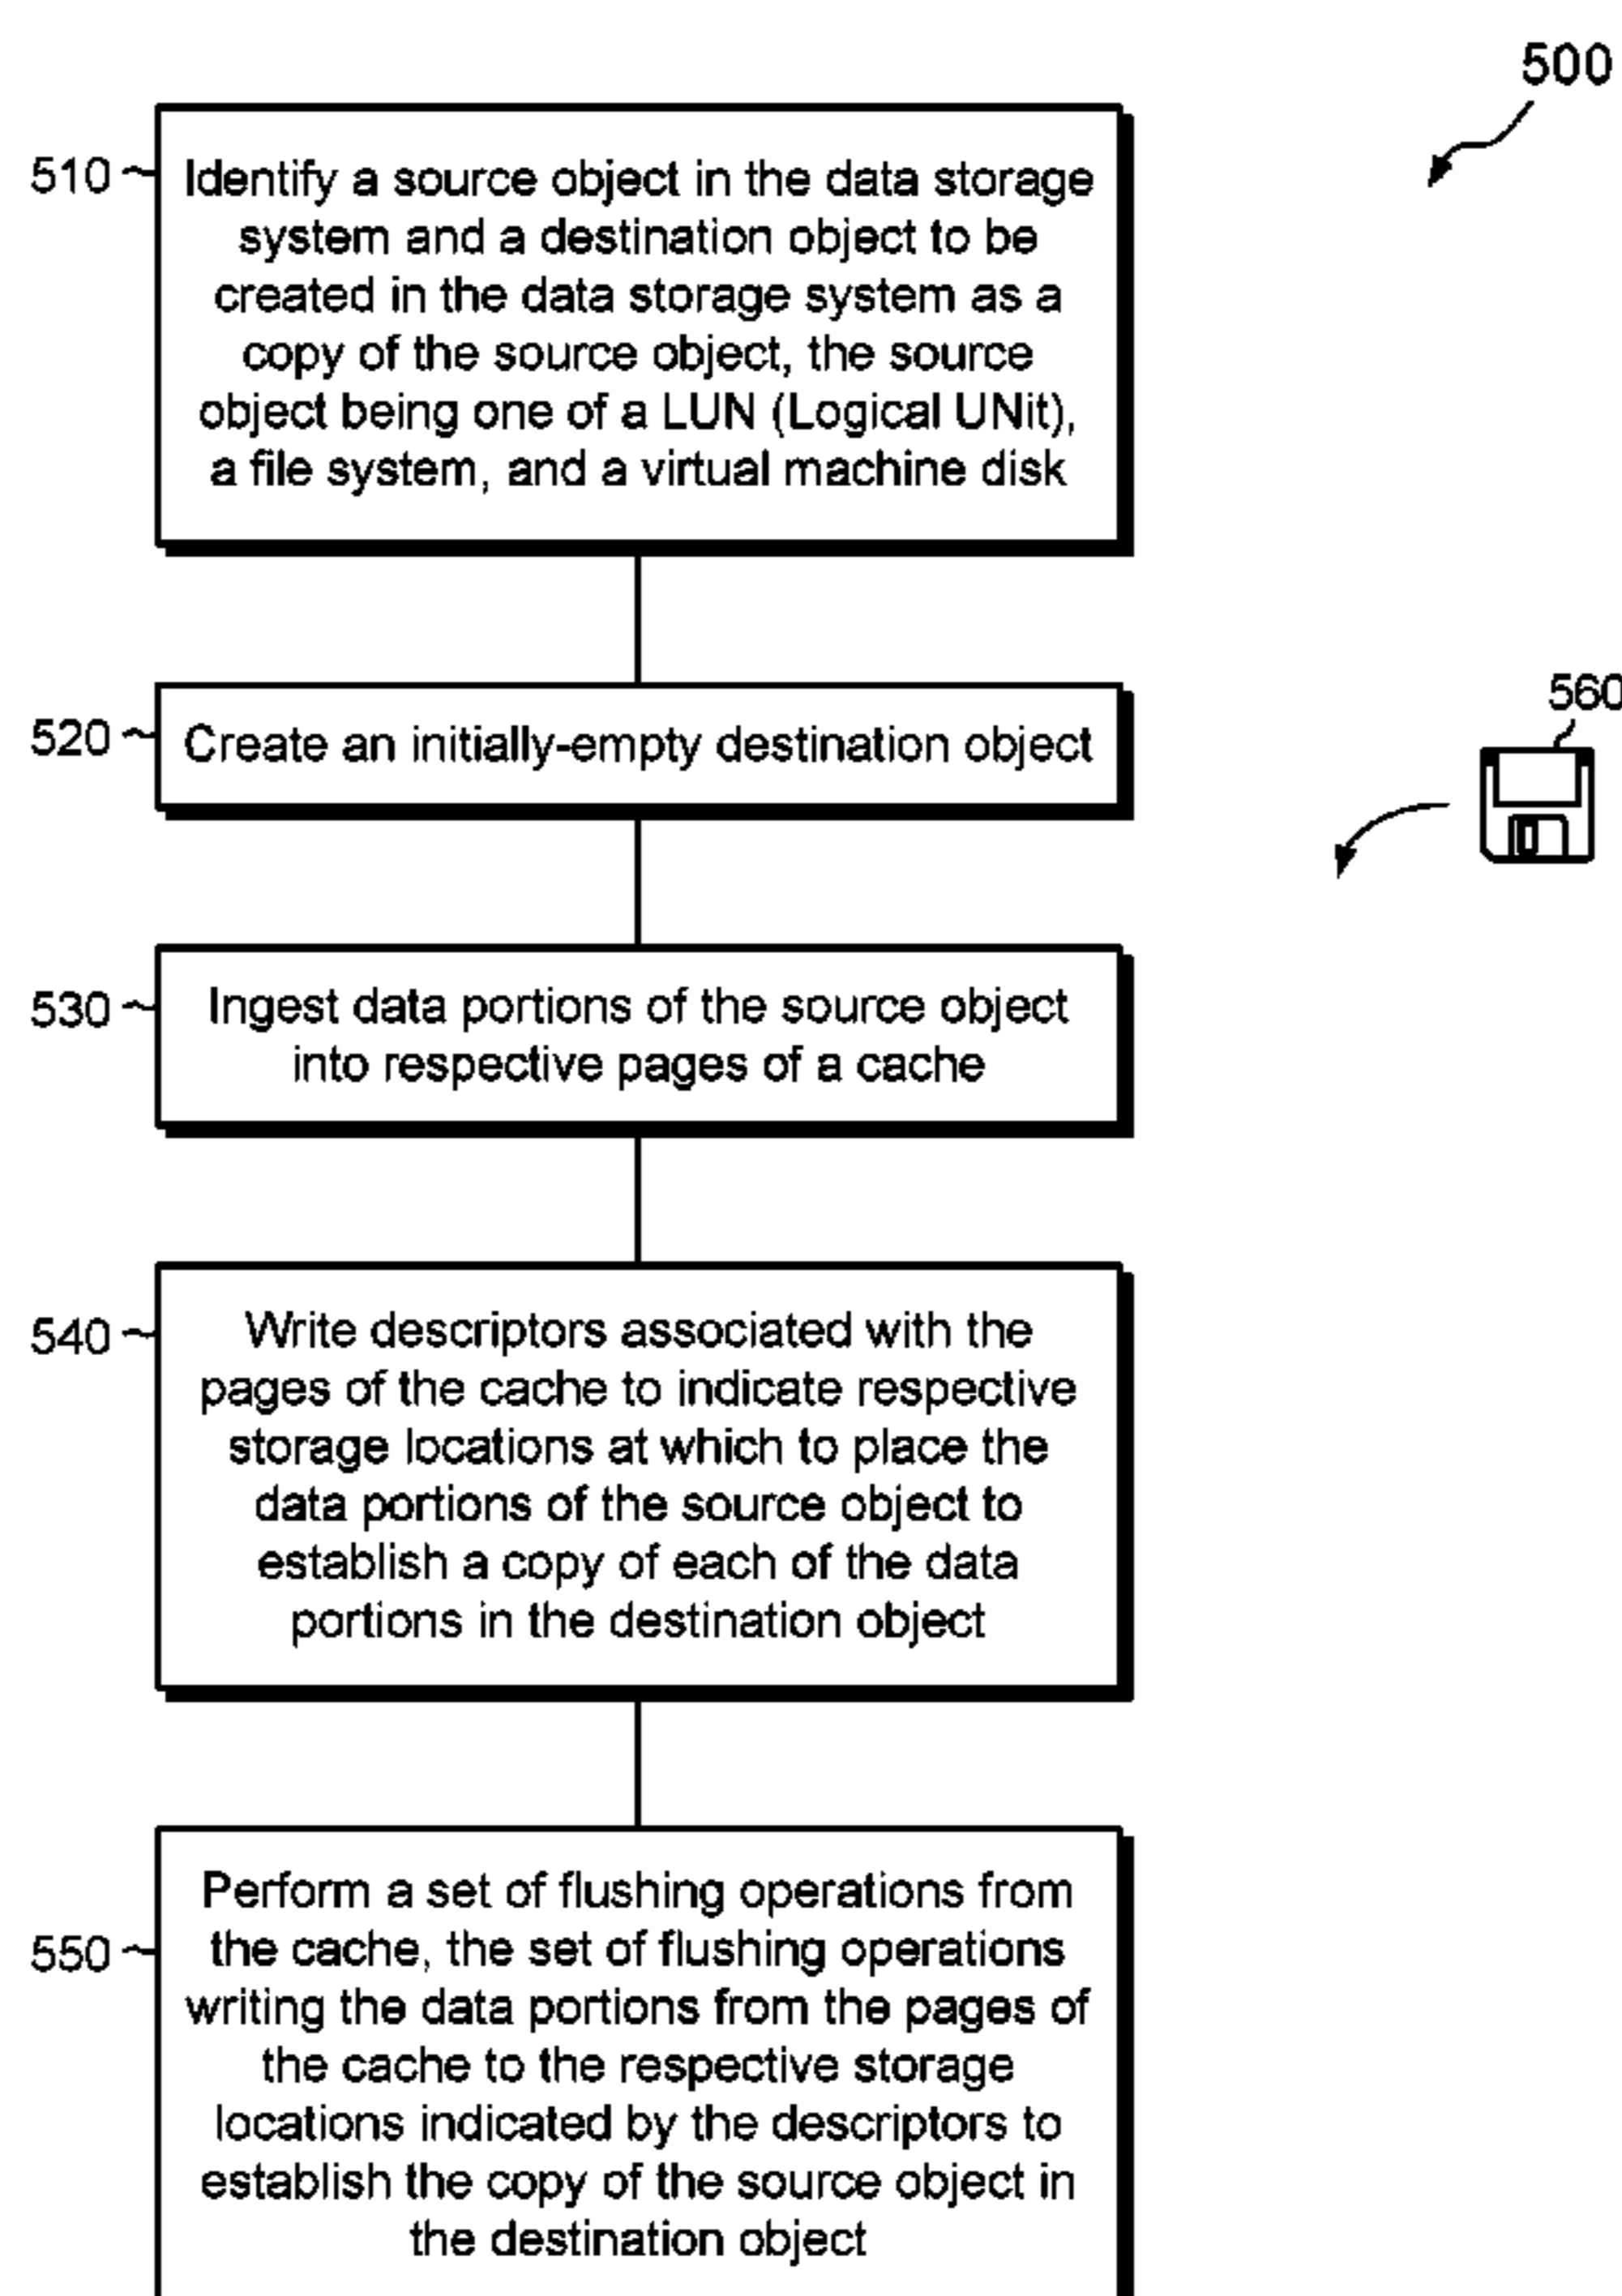 500
510
Identify a source object in the data storage
system and a destination object to be
created in the data storage system as a
copy of the source object, the source
object being one of a LUN (Logical UNit),
a file system, and a virtual machine disk
560
520
Create an initially-empty destination object
530
Ingest data portions of the source object
into respective pages of a cache
540
Write descriptors associated with the
pages of the cache to indicate respective
storage locations at which to place the
data portions of the source object to
establish a copy of each of the data
portions in the destination object
550
Perform a set of flushing operations from
the cache, the set of flushing operations
writing the data portions from the pages of
the cache to the respective storage
locations indicated by the descriptors to
establish the copy of the source object in
the destination object